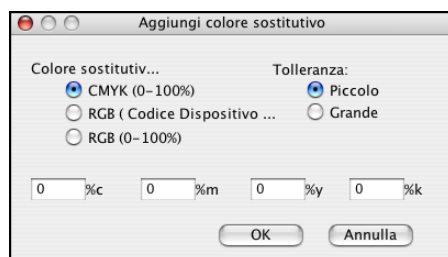 Aggiungi colore sostitutivo
Colore sostitutiv... Tolleranza:
CMYK (0-100%) Piccolo
RGB ( Codice Dispositivo ... Grande
RGB (0-100%)
0 %c 0 %m 0 %y 0 %k
OK Annulla